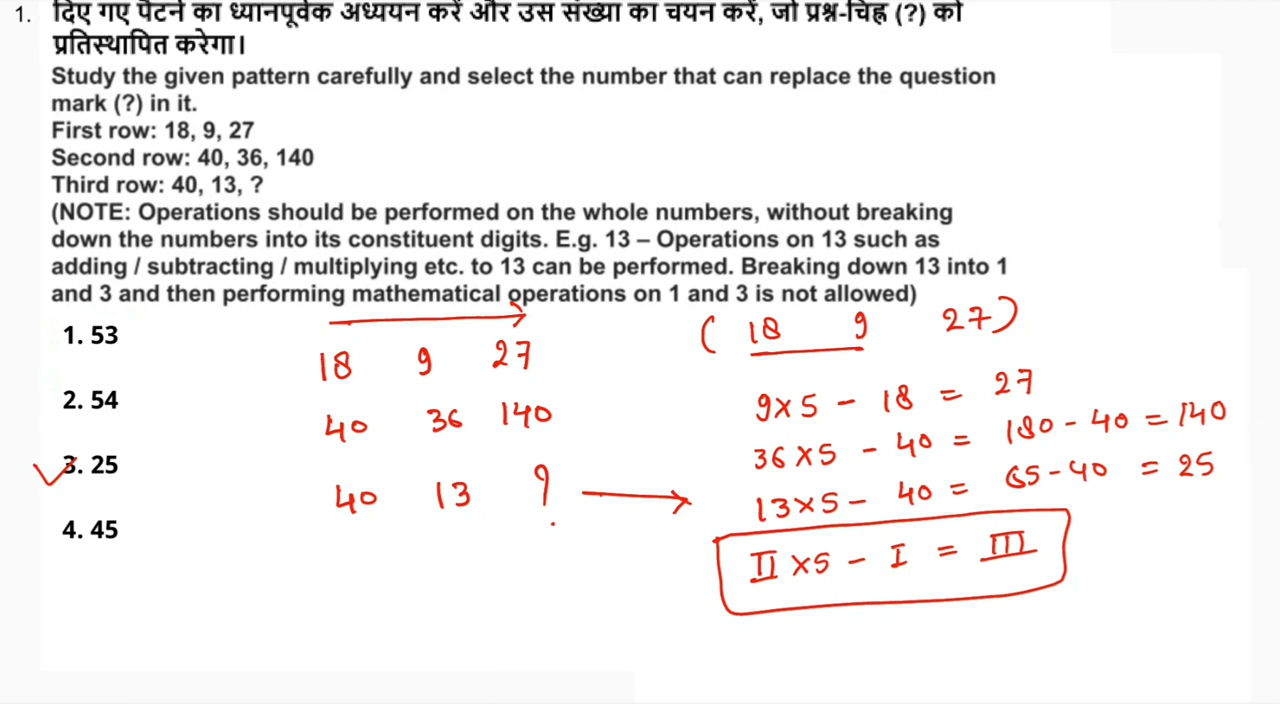 1. दिए गए पैटर्न का ध्यानपूर्वक अध्ययन करें और उस संख्या का चयन करें, जो प्रश्न-चिह्न (?) को
प्रतिस्थापित करेगा।
Study the given pattern carefully and select the number that can replace the question
mark (?) in it.
First row: 18, 9, 27
Second row: 40, 36, 140
Third row: 40, 13, ?
(NOTE: Operations should be performed on the whole numbers, without breaking
down the numbers into its constituent digits. E.g. 13 – Operations on 13 such as
adding / subtracting / multiplying etc. to 13 can be performed. Breaking down 13 into 1
and 3 and then performing mathematical operations on 1 and 3 is not allowed)
1. 53
2. 54
3. 25
4. 45
18 9 27
40 36 140
40 13 ?
( 18 9 27 )
9 x 5 - 18 = 27
36 x 5 - 40 = 180 - 40 = 140
13 x 5 - 40 = 65 - 40 = 25
II x 5 - I = III